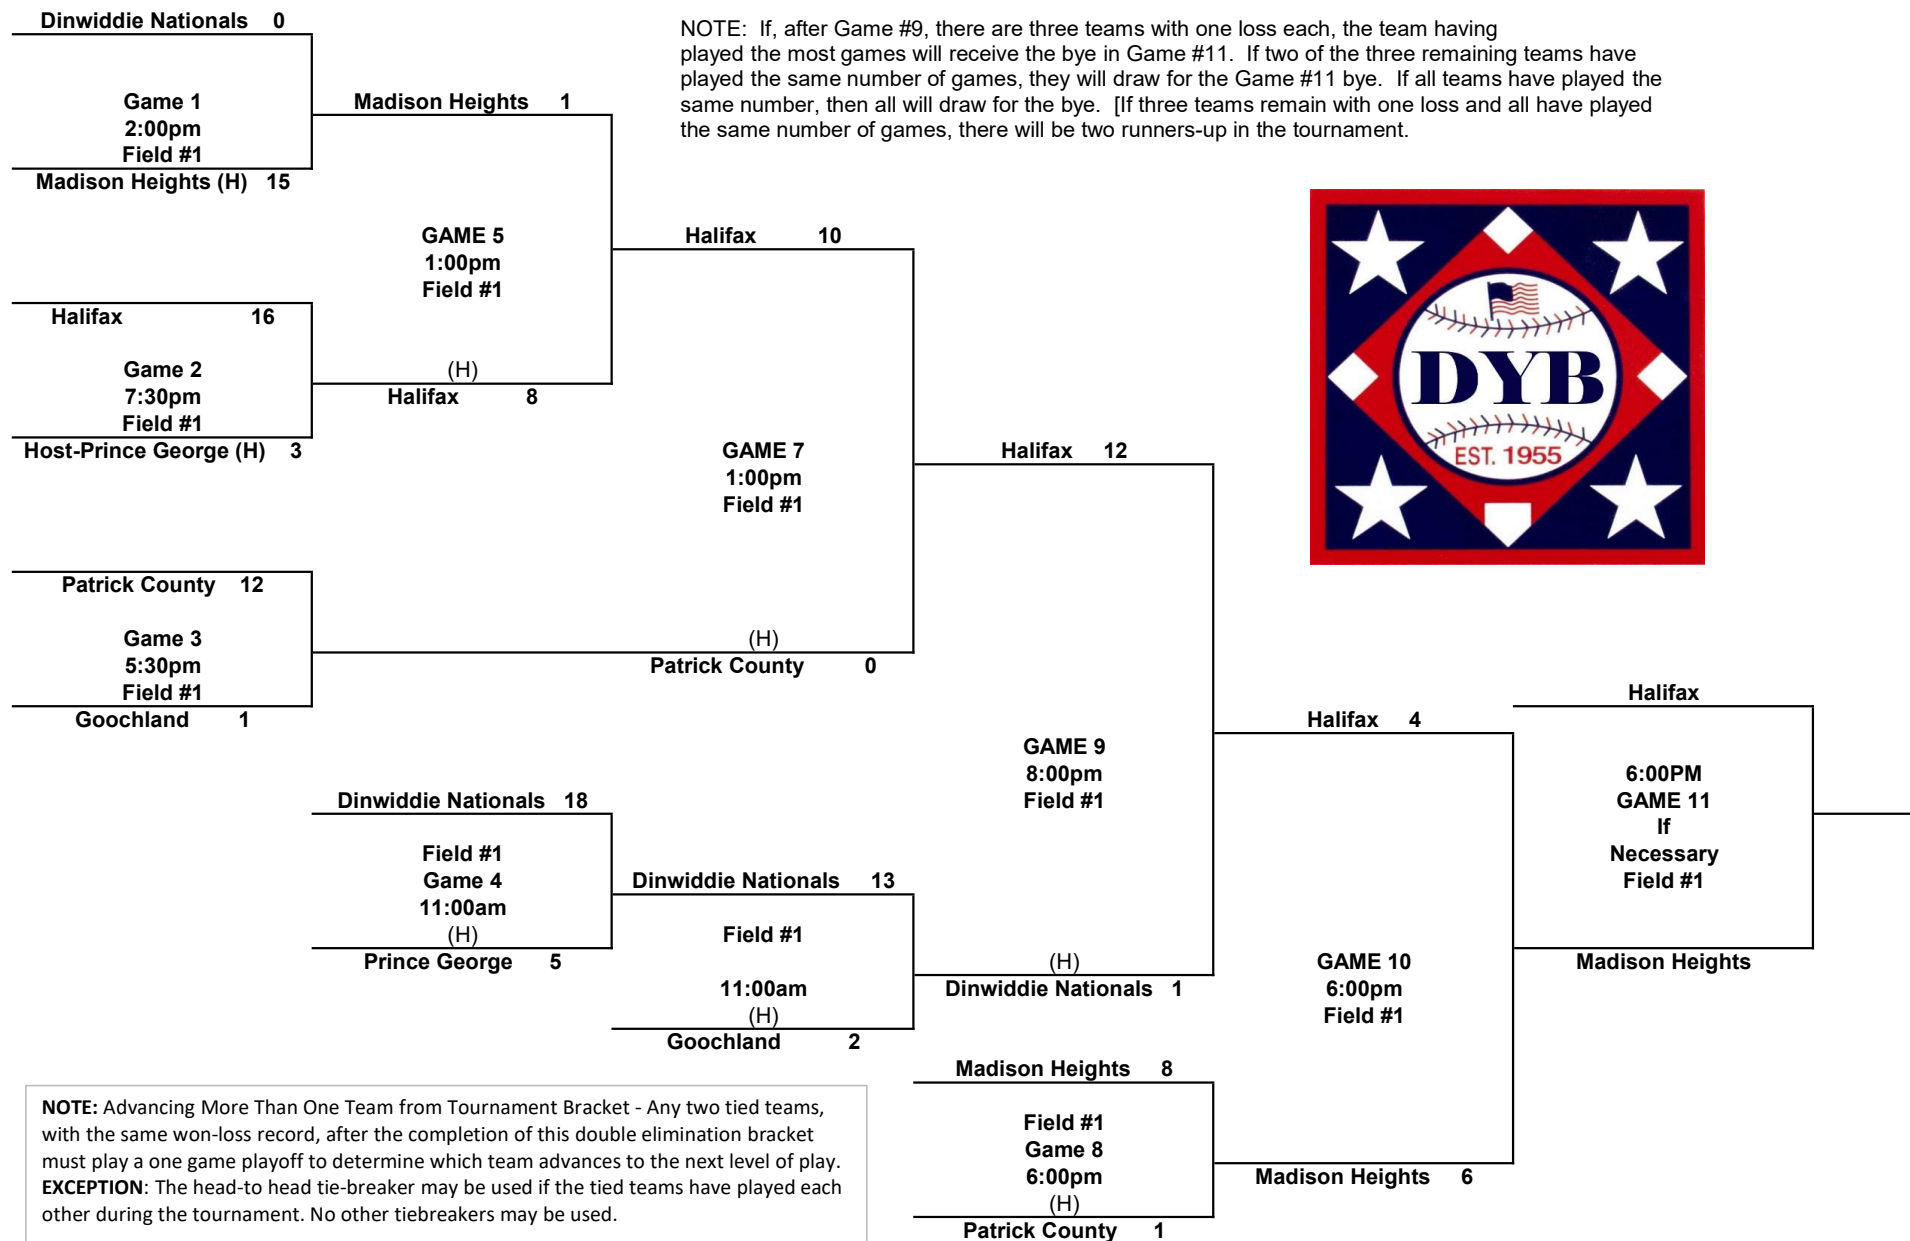 Dinwiddie Nationals 0
NOTE: If, after Game #9, there are three teams with one loss each, the team having
played the most games will receive the bye in Game #11. If two of the three remaining teams have
played the same number of games, they will draw for the Game #11 bye. If all teams have played the
same number, then all will draw for the bye. [If three teams remain with one loss and all have played
the same number of games, there will be two runners-up in the tournament.
Game 1
2:00pm
Field #1
Madison Heights (H) 15
Madison Heights 1
GAME 5
1:00pm
Field #1
(H)
Halifax 8
Halifax 16
Game 2
7:30pm
Field #1
Host-Prince George (H) 3
Halifax 10
GAME 7
1:00pm
Field #1
(H)
Patrick County 0
Patrick County 12
Game 3
5:30pm
Field #1
Goochland 1
DYB
EST. 1955
Halifax 12
GAME 9
8:00pm
Field #1
(H)
Dinwiddie Nationals 1
Dinwiddie Nationals 18
Field #1
Game 4
11:00am
(H)
Prince George 5
Dinwiddie Nationals 13
Field #1
11:00am
(H)
Goochland 2
Halifax 4
GAME 10
6:00pm
Field #1
Madison Heights 6
Madison Heights 8
Field #1
Game 8
6:00pm
(H)
Patrick County 1
Halifax
6:00PM
GAME 11
If
Necessary
Field #1
Madison Heights
NOTE: Advancing More Than One Team from Tournament Bracket - Any two tied teams,
with the same won-loss record, after the completion of this double elimination bracket
must play a one game playoff to determine which team advances to the next level of play.
EXCEPTION: The head-to head tie-breaker may be used if the tied teams have played each
other during the tournament. No other tiebreakers may be used.